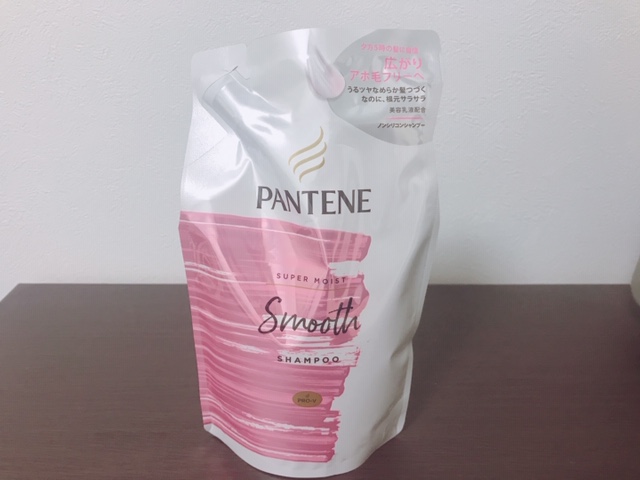 広がり
アホ毛フリーへ
うるツヤなめらか髪つづく
なのに、根元サラサラ
美容乳液配合
ノンシリコンシャンプー
PANTENE
SUPER MOIST
Smooth
SHAMPOO
PRO-V